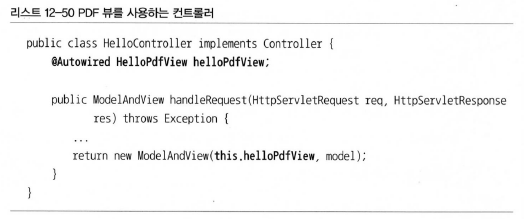 리스트 12-50 PDF 뷰를 사용하는 컨트롤러
public class HelloController implements Controller {
@Autowired HelloPdfView helloPdfView;
public ModelAndView handleRequest(HttpServletRequest req, HttpServletResponse
res) throws Exception {
...
return new ModelAndView(this.helloPdfView, model);
}
}